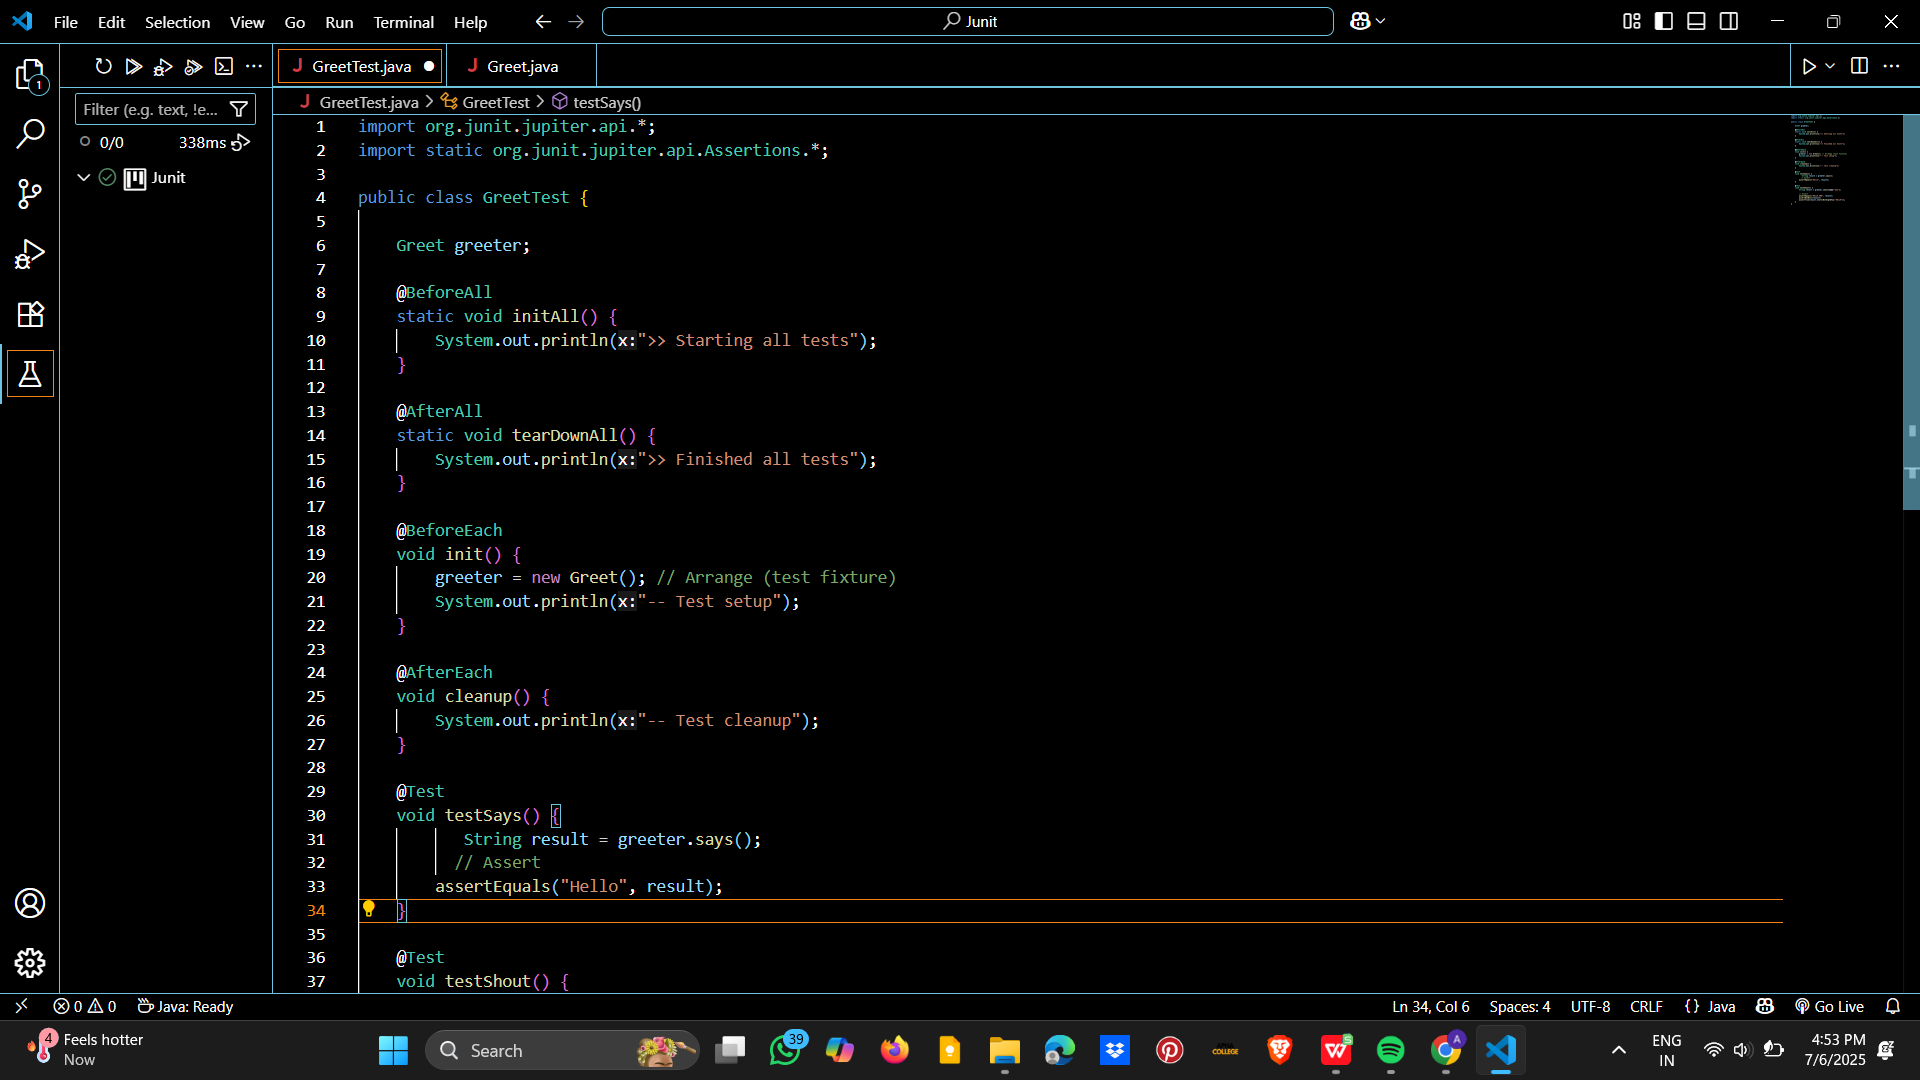 File Edit Selection View Go Run Terminal Help
Junit
GreetTest.java
Greet.java
GreetTest.java > GreetTest > testSays()
1
Filter (e.g. text, !e...
0/0 338ms
Junit
1 import org.junit.jupiter.api.*;
2 import static org.junit.jupiter.api.Assertions.*;
3
4 public class GreetTest {
5
6 Greet greeter;
7
8 @BeforeAll
9 static void initAll() {
10 System.out.println(x:">> Starting all tests");
11 }
12
13 @AfterAll
14 static void tearDownAll() {
15 System.out.println(x:">> Finished all tests");
16 }
17
18 @BeforeEach
19 void init() {
20 greeter = new Greet(); // Arrange (test fixture)
21 System.out.println(x:"-- Test setup");
22 }
23
24 @AfterEach
25 void cleanup() {
26 System.out.println(x:"-- Test cleanup");
27 }
28
29 @Test
30 void testSays() {
31 String result = greeter.says();
32 // Assert
33 assertEquals("Hello", result);
34 }
35
36 @Test
37 void testShout() {
0 0 Java: Ready
Ln 34, Col 6 Spaces: 4 UTF-8 CRLF {} Java Go Live
4 Feels hotter
Now
Search
39
COLLEGE
A
ENG
IN
4:53 PM
7/6/2025